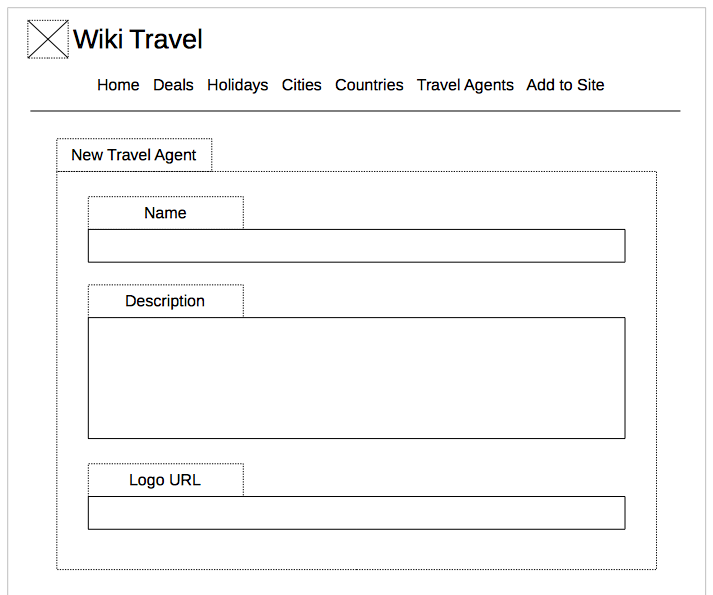 Wiki Travel
Home Deals Holidays Cities Countries Travel Agents Add to Site
New Travel Agent
Name
Description
Logo URL